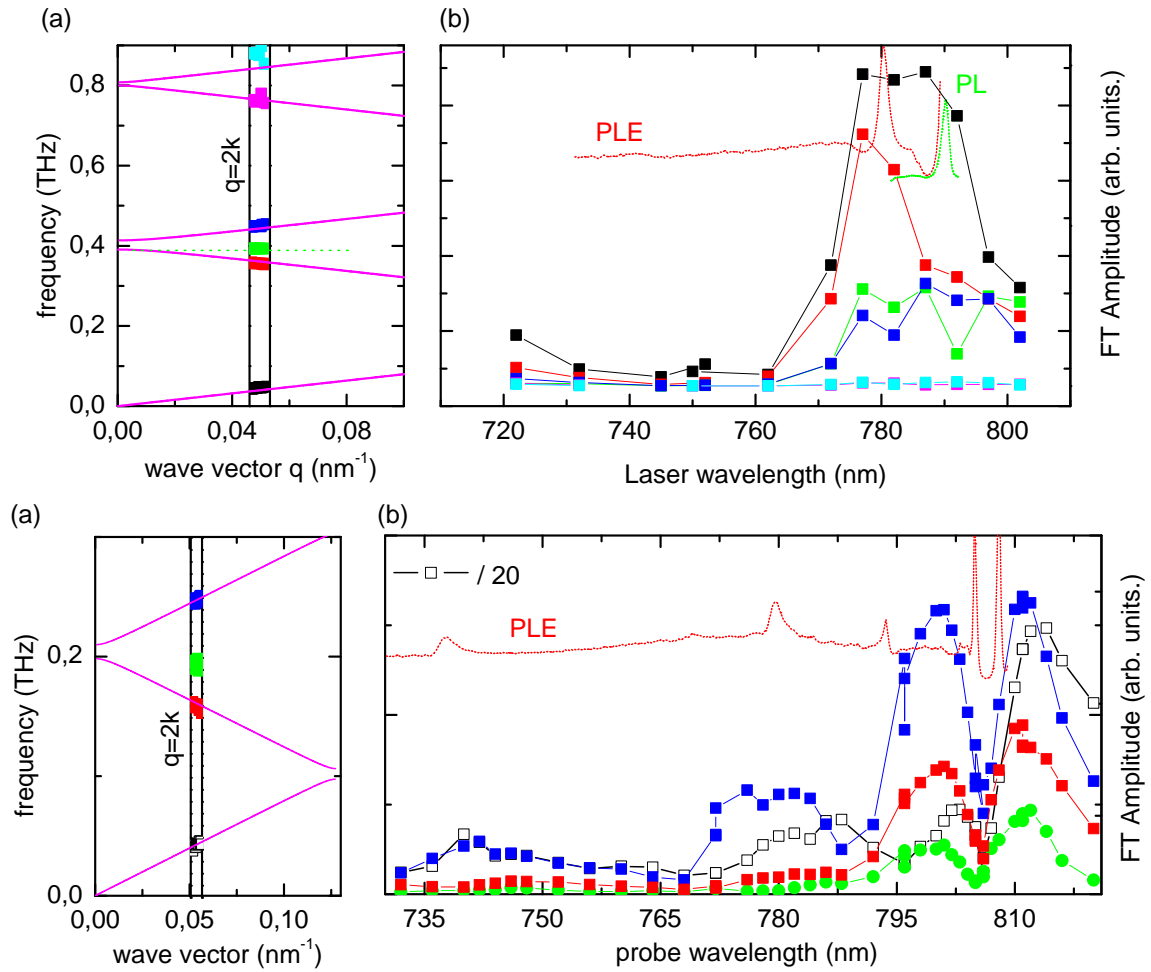 (a)
(b)
0,8
0,6
0,4
0,2
0,0
frequency (THz)
q=2k
0,00
0,04
0,08
wave vector q (nm⁻¹)
PLE
PL
FT Amplitude (arb. units.)
720
740
760
780
800
Laser wavelength (nm)
(a)
(b)
0,2
0,0
frequency (THz)
q=2k
0,00
0,05
0,10
wave vector (nm⁻¹)
/ 20
PLE
FT Amplitude (arb. units.)
735
750
765
780
795
810
probe wavelength (nm)